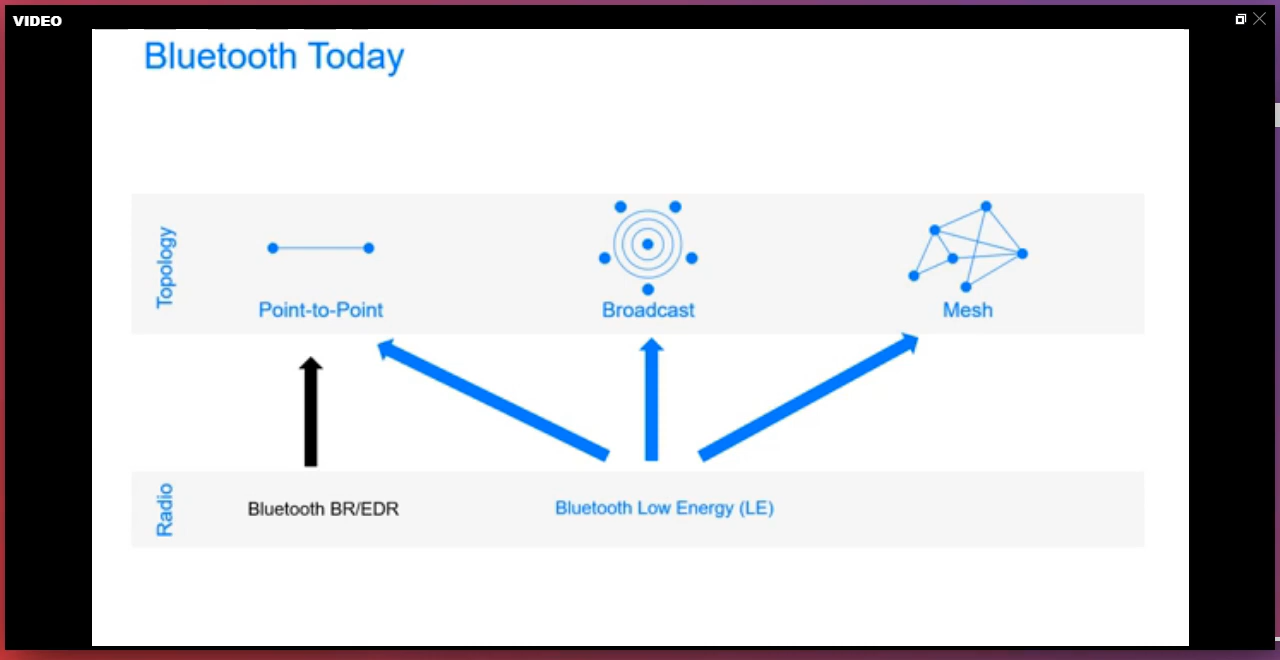 VIDEO
Bluetooth Today
Topology
Point-to-Point
Broadcast
Mesh
Radio
Bluetooth BR/EDR
Bluetooth Low Energy (LE)